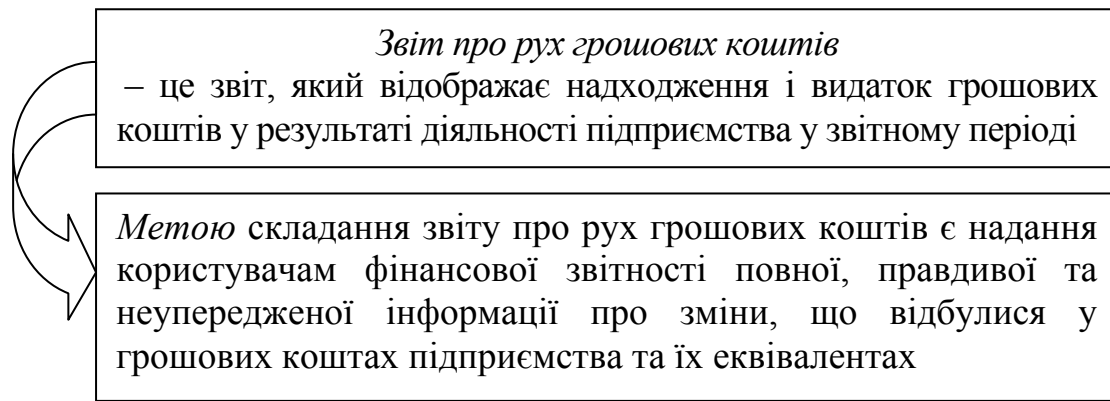 Звіт про рух грошових коштів
– це звіт, який відображає надходження і видаток грошових
коштів у результаті діяльності підприємства у звітному періоді
Метою складання звіту про рух грошових коштів є надання
користувачам фінансової звітності повної, правдивої та
неупередженої інформації про зміни, що відбулися у
грошових коштах підприємства та їх еквівалентах